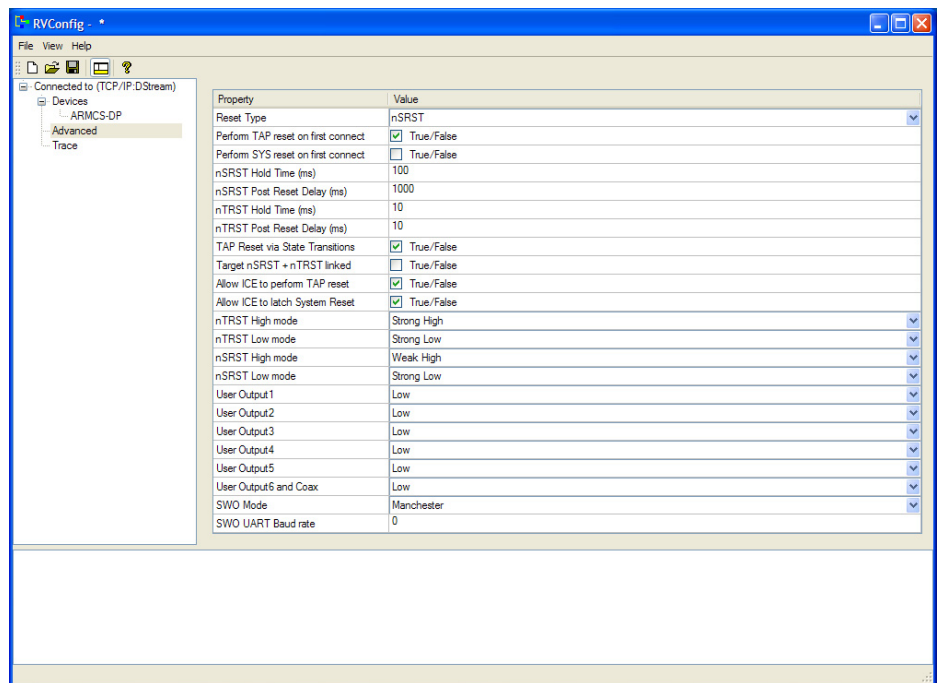 RVConfig - *
File View Help
Connected to (TCP/IP:DStream)
Devices
ARMCS-DP
Advanced
Trace
Property Value
Reset Type nSRST
Perform TAP reset on first connect True/False
Perform SYS reset on first connect True/False
nSRST Hold Time (ms) 100
nSRST Post Reset Delay (ms) 1000
nTRST Hold Time (ms) 10
nTRST Post Reset Delay (ms) 10
TAP Reset via State Transitions True/False
Target nSRST + nTRST linked True/False
Allow ICE to perform TAP reset True/False
Allow ICE to latch System Reset True/False
nTRST High mode Strong High
nTRST Low mode Strong Low
nSRST High mode Weak High
nSRST Low mode Strong Low
User Output1 Low
User Output2 Low
User Output3 Low
User Output4 Low
User Output5 Low
User Output6 and Coax Low
SWO Mode Manchester
SWO UART Baud rate 0